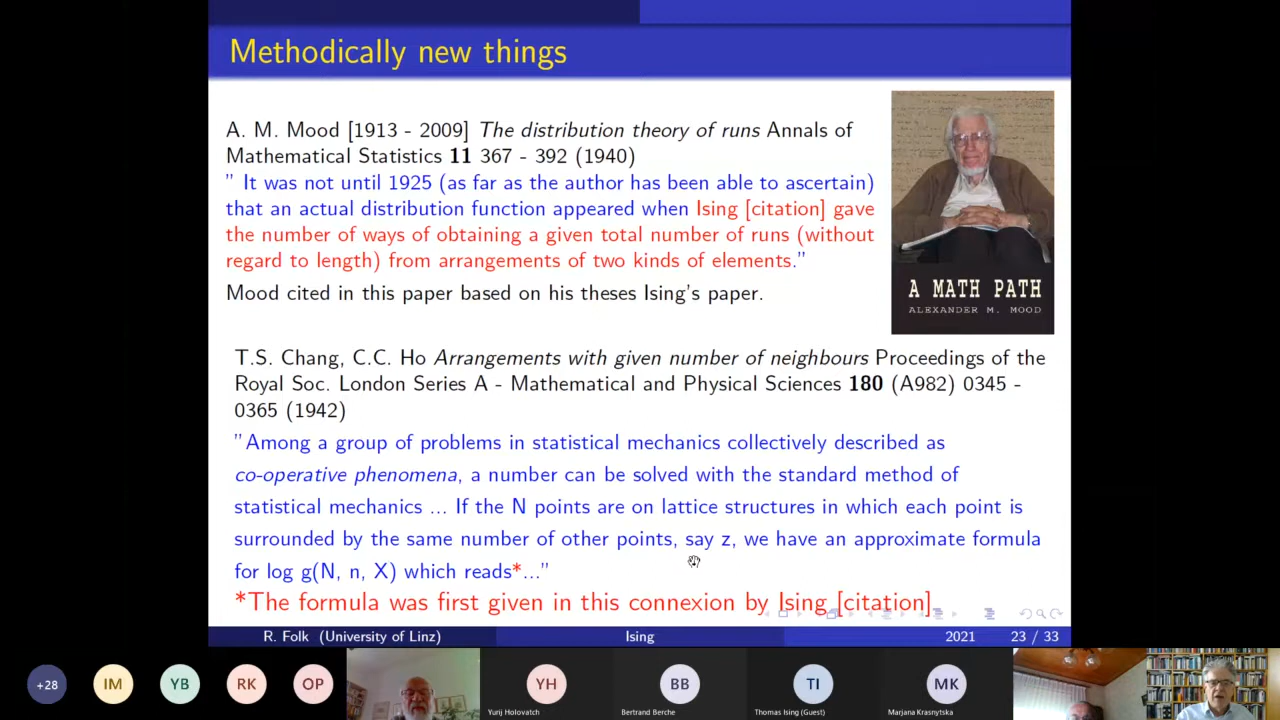 Methodically new things
A. M. Mood [1913 - 2009] The distribution theory of runs Annals of
Mathematical Statistics 11 367 - 392 (1940)
" It was not until 1925 (as far as the author has been able to ascertain)
that an actual distribution function appeared when Ising [citation] gave
the number of ways of obtaining a given total number of runs (without
regard to length) from arrangements of two kinds of elements."
Mood cited in this paper based on his theses Ising's paper.
A MATH PATH
ALEXANDER M. MOOD
T.S. Chang, C.C. Ho Arrangements with given number of neighbours Proceedings of the
Royal Soc. London Series A - Mathematical and Physical Sciences 180 (A982) 0345 -
0365 (1942)
"Among a group of problems in statistical mechanics collectively described as
co-operative phenomena, a number can be solved with the standard method of
statistical mechanics ... If the N points are on lattice structures in which each point is
surrounded by the same number of other points, say z, we have an approximate formula
for log g(N, n, X) which reads*..."
*The formula was first given in this connexion by Ising [citation]
R. Folk (University of Linz) Ising 2021 23 / 33
+28 IM YB RK OP YH BB TI MK
Yurij Holovatch Bertrand Berche Thomas Ising (Guest) Marjana Krasnytska